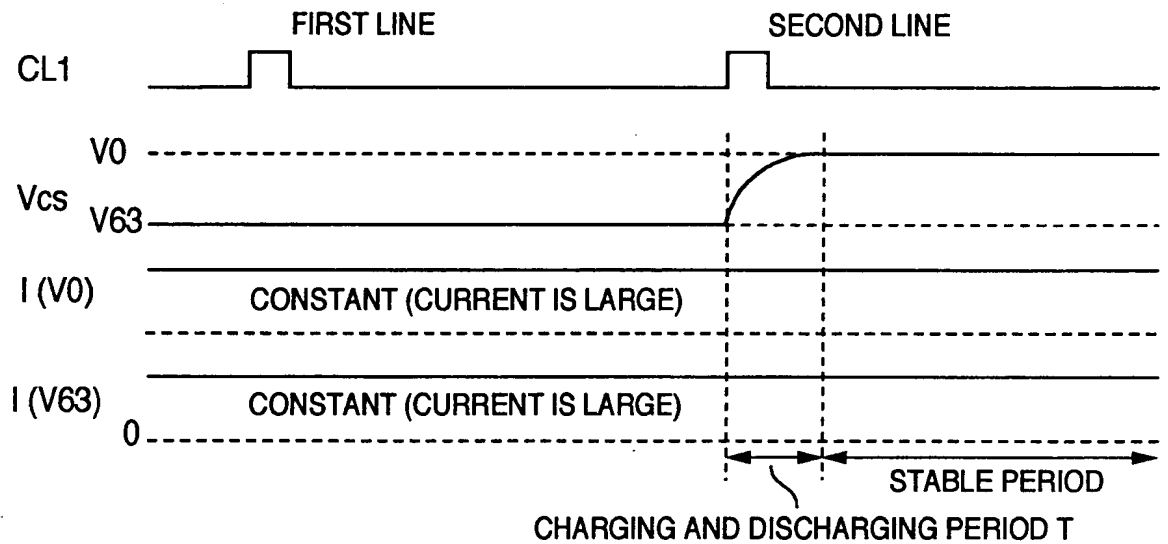 FIRST LINE
SECOND LINE
CL1
V0
Vcs
V63
I (V0)
CONSTANT (CURRENT IS LARGE)
I (V63)
CONSTANT (CURRENT IS LARGE)
0
STABLE PERIOD
CHARGING AND DISCHARGING PERIOD T